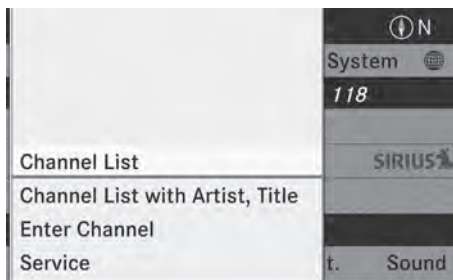 N
System
118
Channel List
SIRIUS
Channel List with Artist, Title
Enter Channel
Service
t. Sound